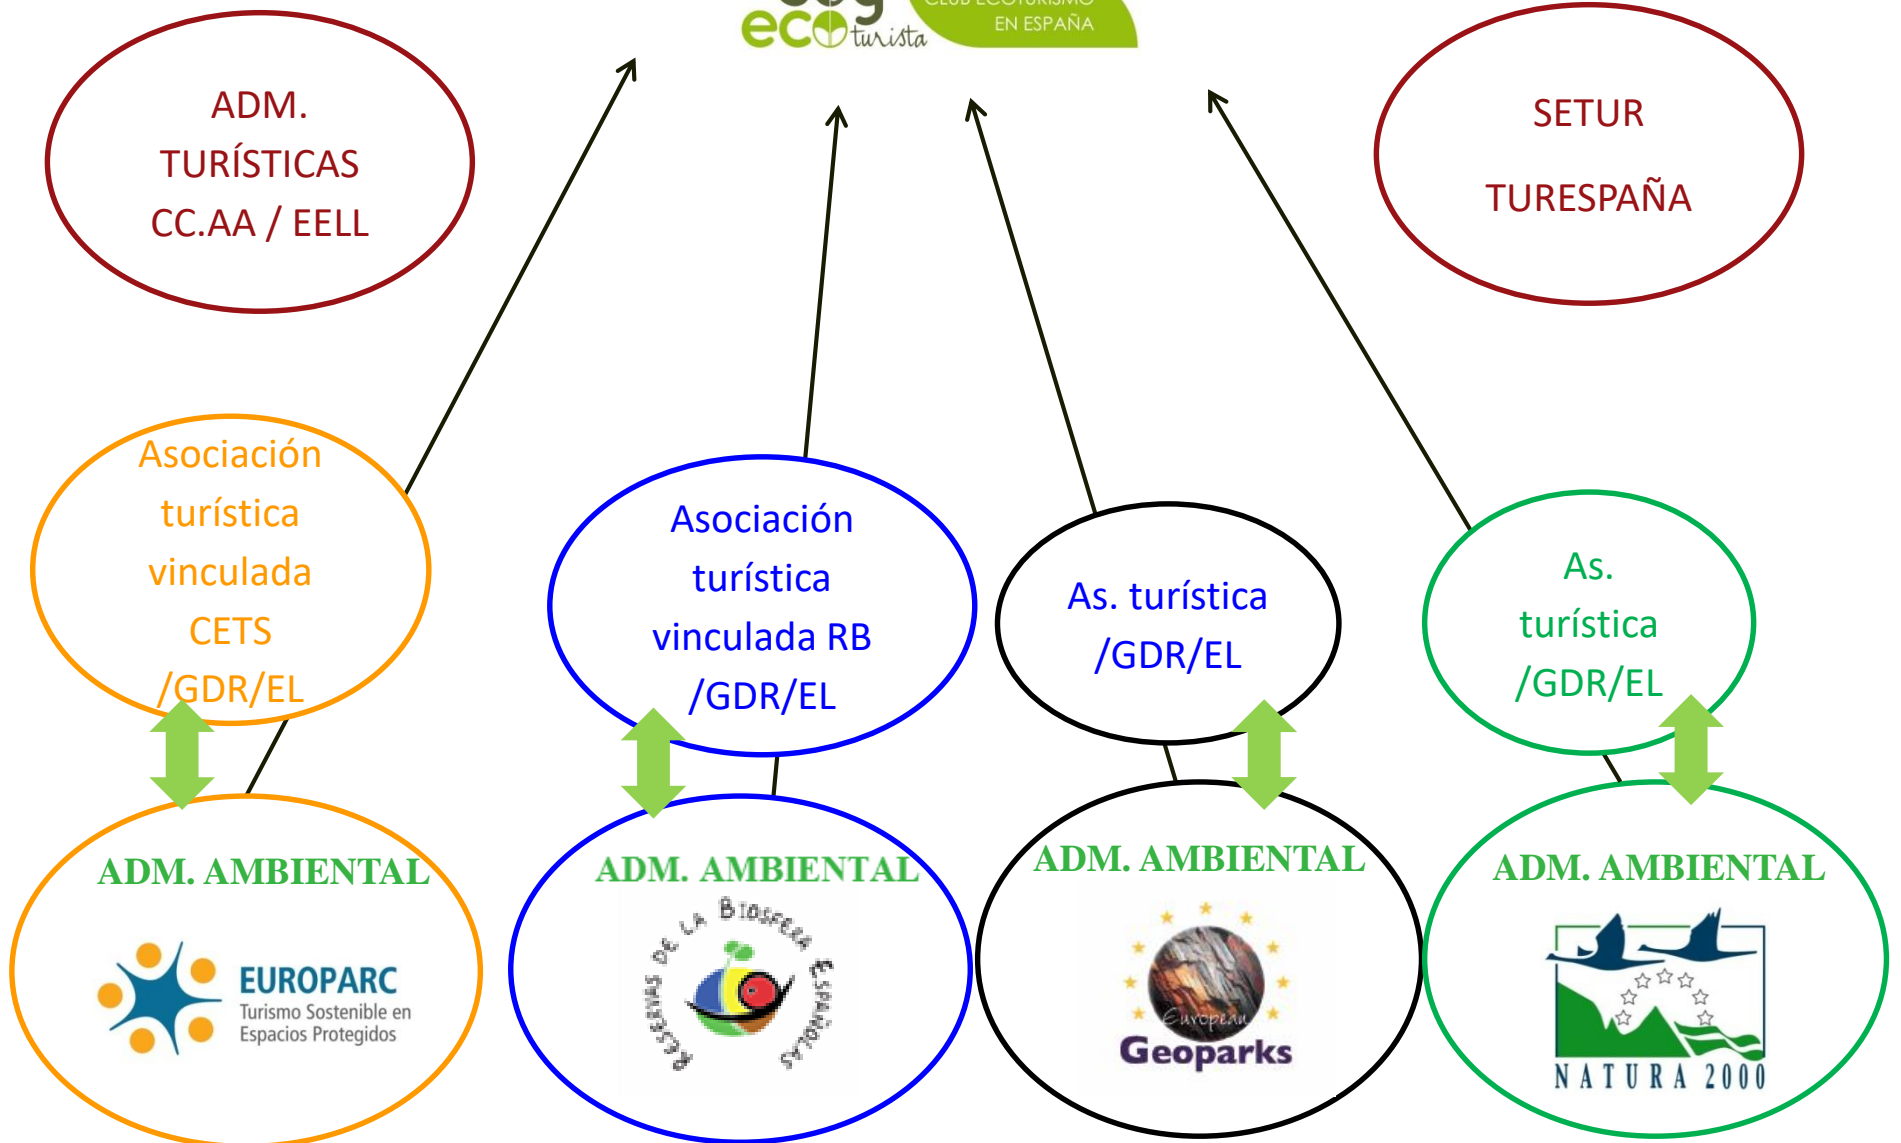 CLUB ECOTURISMO
EN ESPAÑA
eco turista
ADM.
TURÍSTICAS
CC.AA / EELL
SETUR
TURESPAÑA
Asociación
turística
vinculada
CETS
/GDR/EL
Asociación
turística
vinculada RB
/GDR/EL
As. turística
/GDR/EL
As.
turística
/GDR/EL
ADM. AMBIENTAL
EUROPARC
Turismo Sostenible en
Espacios Protegidos
ADM. AMBIENTAL
RESERVAS DE LA BIOSFERA ESPAÑOLAS
ADM. AMBIENTAL
European
Geoparks
ADM. AMBIENTAL
NATURA 2000